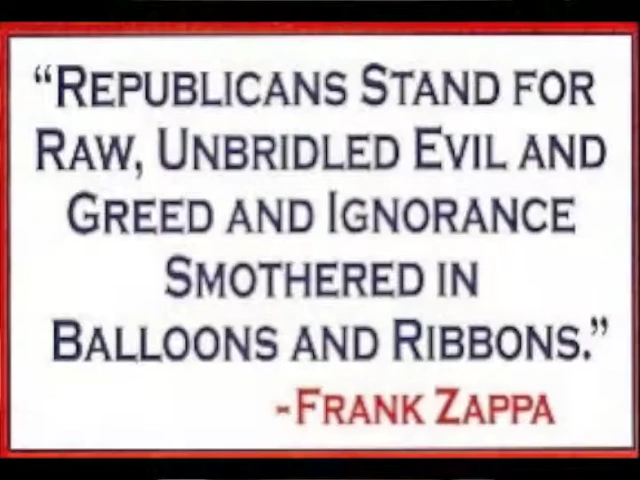 “Republicans Stand for
Raw, Unbridled Evil and
Greed and Ignorance
Smothered in
Balloons and Ribbons.”
-Frank Zappa